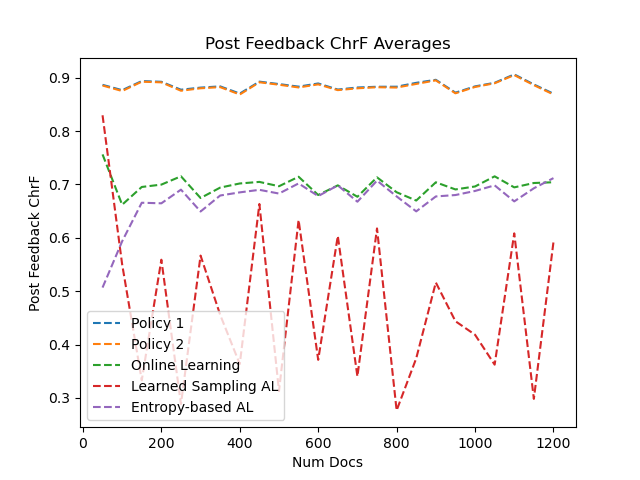 Post Feedback ChrF Averages
Post Feedback ChrF
0.9
0.8
0.7
0.6
0.5
0.4
0.3
Policy 1
Policy 2
Online Learning
Learned Sampling AL
Entropy-based AL
0 200 400 600 800 1000 1200
Num Docs